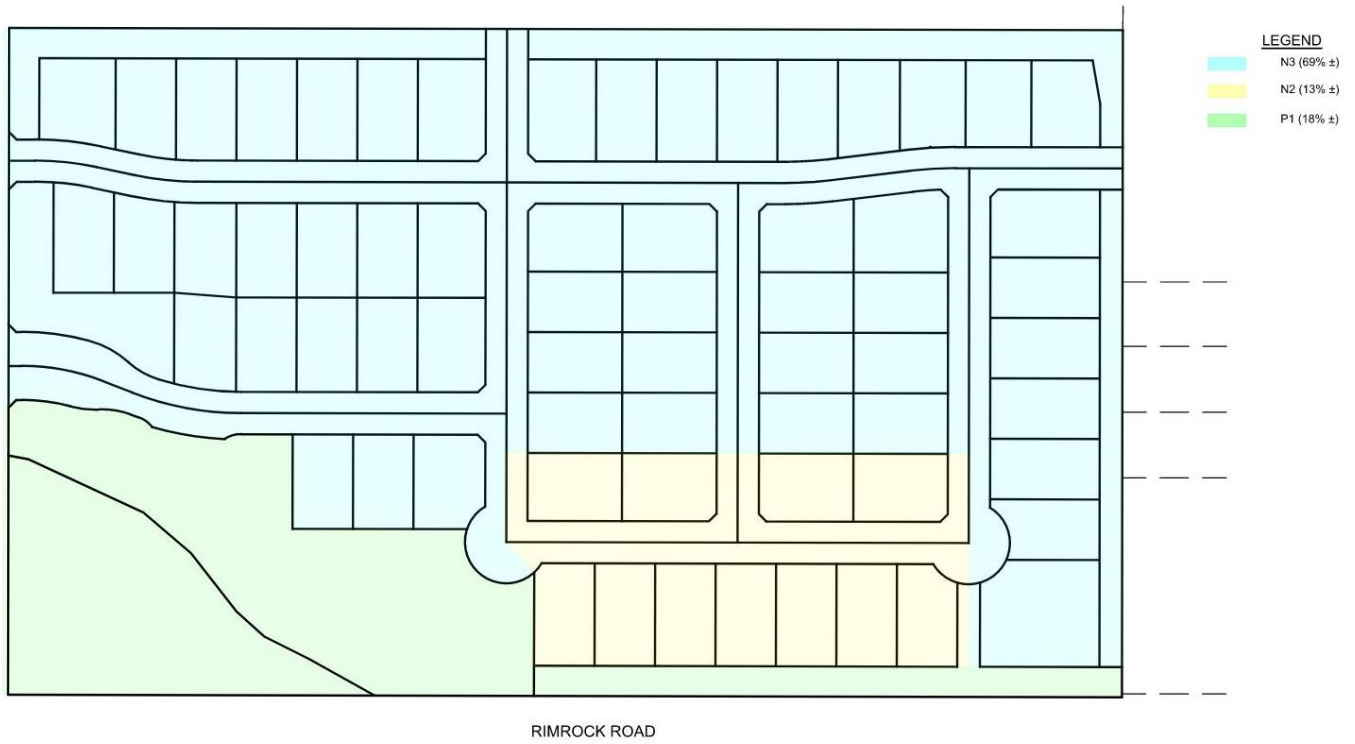 LEGEND
N3 (69% ±)
N2 (13% ±)
P1 (18% ±)
RIMROCK ROAD